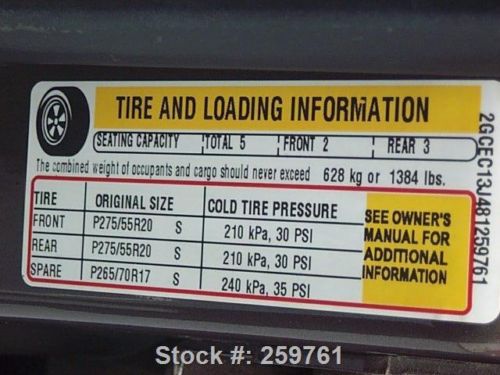 TIRE AND LOADING INFORMATION
SEATING CAPACITY TOTAL 5 FRONT 2 REAR 3
The combined weight of occupants and cargo should never exceed 628 kg or 1384 lbs.
TIRE ORIGINAL SIZE COLD TIRE PRESSURE
FRONT P275/55R20 S 210 kPa, 30 PSI
REAR P275/55R20 S 210 kPa, 30 PSI
SPARE P265/70R17 S 240 kPa, 35 PSI
SEE OWNER'S
MANUAL FOR
ADDITIONAL
INFORMATION
2GCEC13J481259761
Stock #: 259761